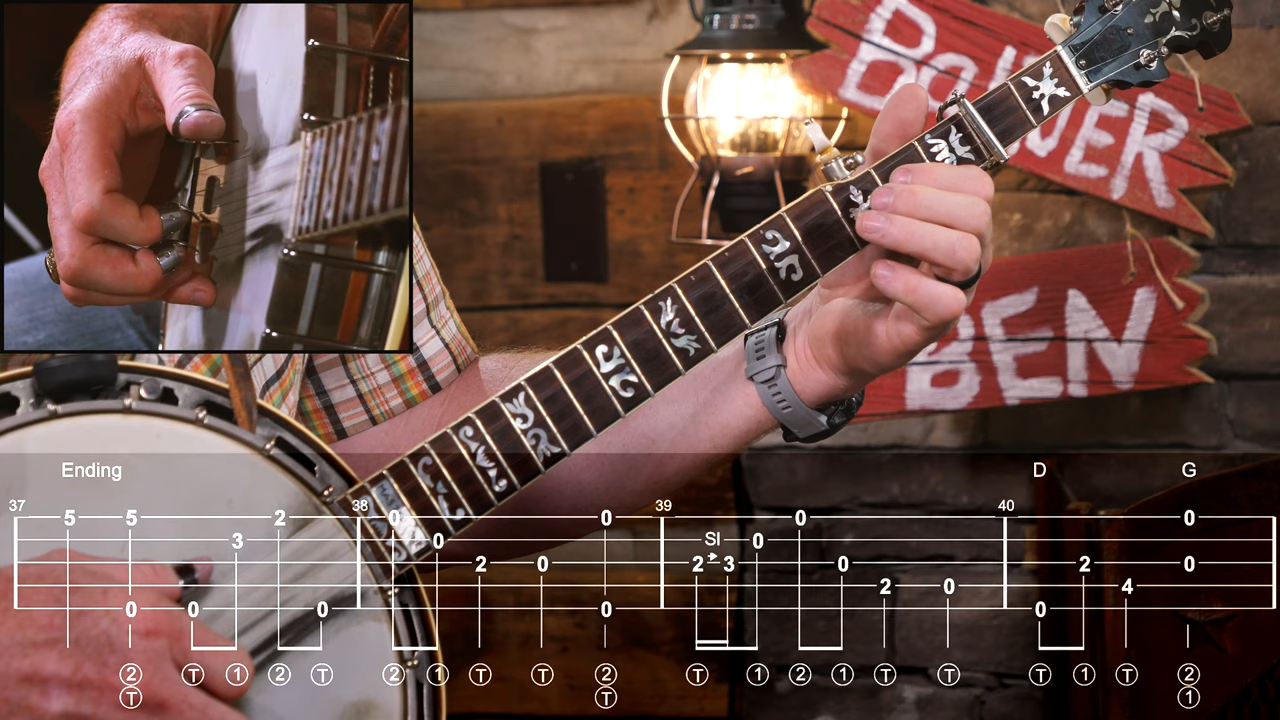 BEN
Ending D G
37 38 39 40
5 5 2 0 0 0 0
3 0 Sl 0
2 0 2 3 0 2 0
2 0 4
0 0 0 0 0
2 T 1 2 T 2 1 T T 2 T 1 2 1 T T T 1 T 2
T T 1